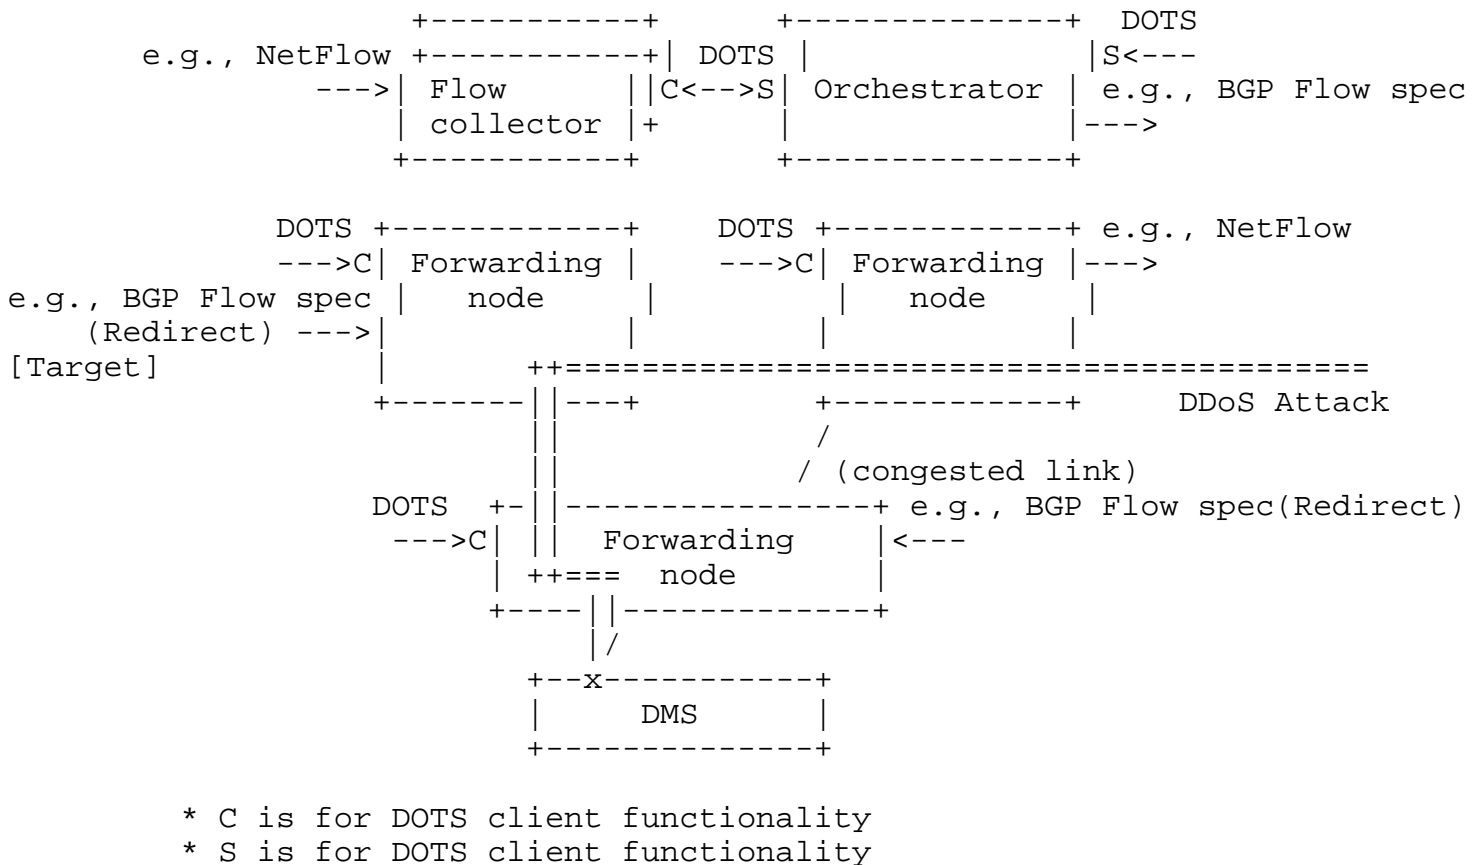 +-----------+ +--------------+ DOTS
e.g., NetFlow +-----------+| DOTS | |S<---
--->| Flow ||C<-->S| Orchestrator | e.g., BGP Flow spec
| collector |+ | |--->
+-----------+ +--------------+
DOTS +------------+ DOTS +------------+ e.g., NetFlow
--->C| Forwarding | --->C| Forwarding |--->
e.g., BGP Flow spec | node | | node |
(Redirect) --->| | | |
[Target] | ++==========================================
+-------||---+ +------------+ DDoS Attack
|| /
|| / (congested link)
DOTS +-||----------------+ e.g., BGP Flow spec(Redirect)
--->C| || Forwarding |<---
| ++=== node |
+----||-------------+
|/
+--x-----------+
| DMS |
+--------------+
* C is for DOTS client functionality
* S is for DOTS client functionality